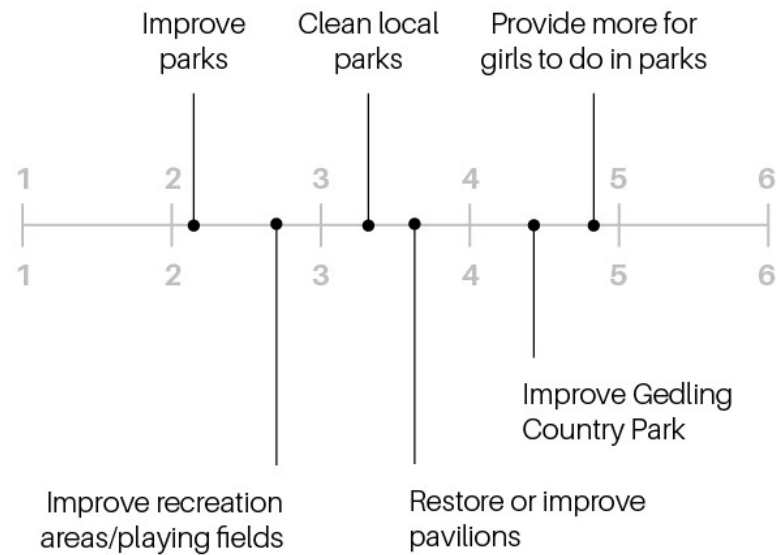 Improve
parks
Clean local
parks
Provide more for
girls to do in parks
1 2 3 4 5 6
1 2 3 4 5 6
Improve Gedling
Country Park
Improve recreation
areas/playing fields
Restore or improve
pavilions